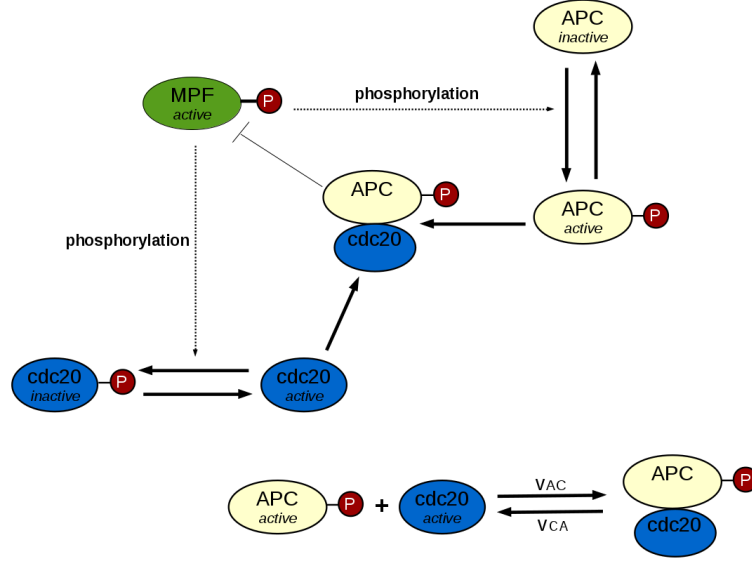 APC
inactive
MPF
active
P
phosphorylation
APC
P
APC
active
P
cdc20
phosphorylation
cdc20
inactive
P
cdc20
active
APC
active
P
+
cdc20
active
VAC
VCA
APC
P
cdc20